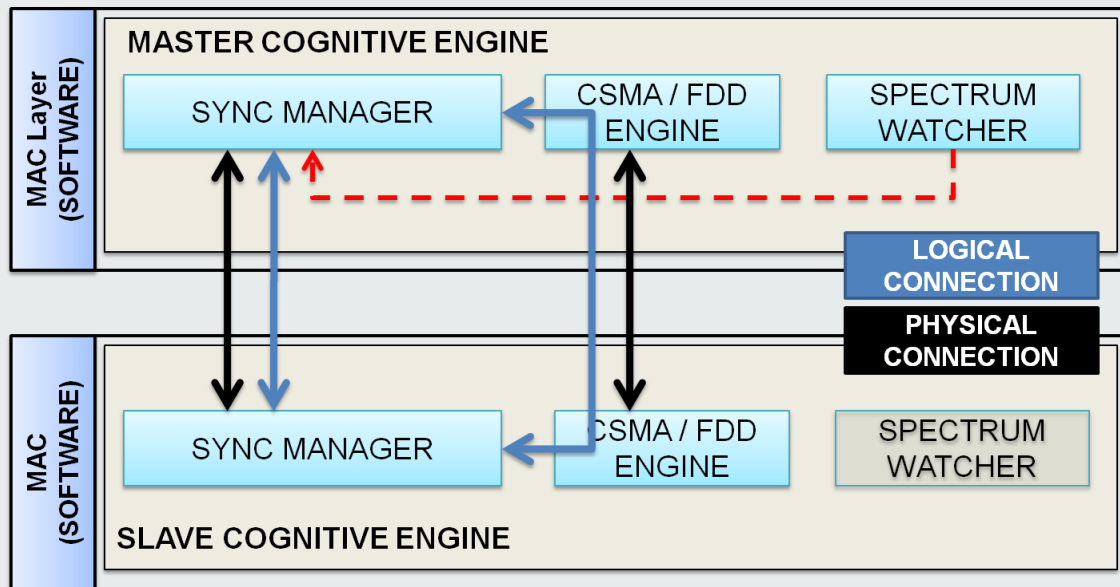 MAC Layer
(SOFTWARE)
MASTER COGNITIVE ENGINE
SYNC MANAGER
CSMA / FDD
ENGINE
SPECTRUM
WATCHER
LOGICAL
CONNECTION
PHYSICAL
CONNECTION
MAC
(SOFTWARE)
SYNC MANAGER
CSMA / FDD
ENGINE
SPECTRUM
WATCHER
SLAVE COGNITIVE ENGINE